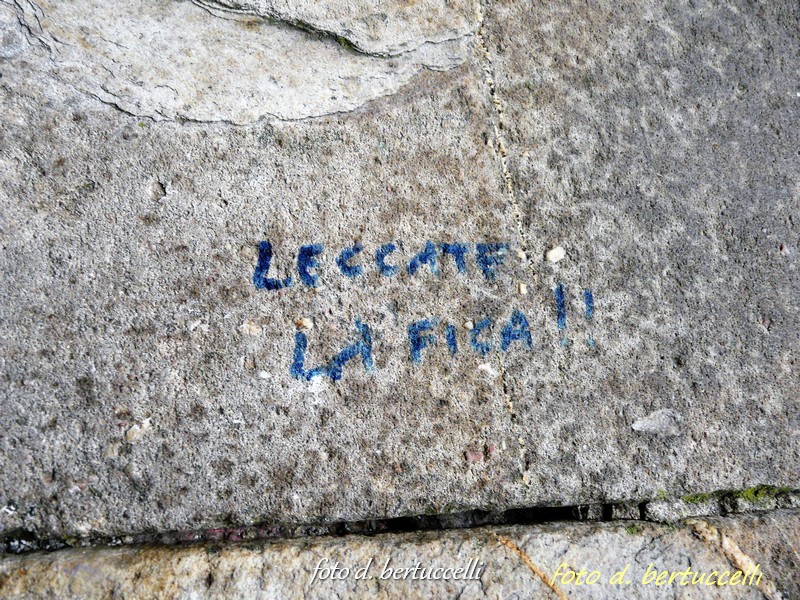 LECCATE
LA FICA!!
foto d. bertuccelli
foto d. bertuccelli